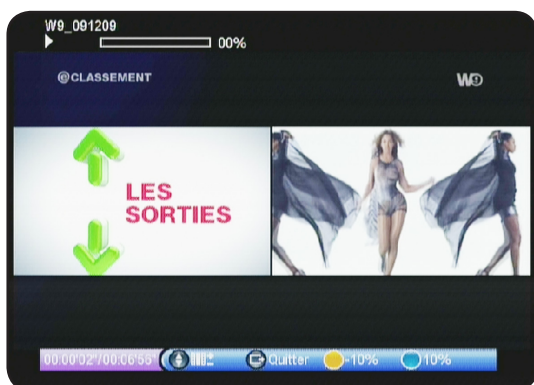 W9_091209
00%
@CLASSEMENT
W9
LES
SORTIES
00:00'02"/00:06'55"
Quitter
-10%
10%